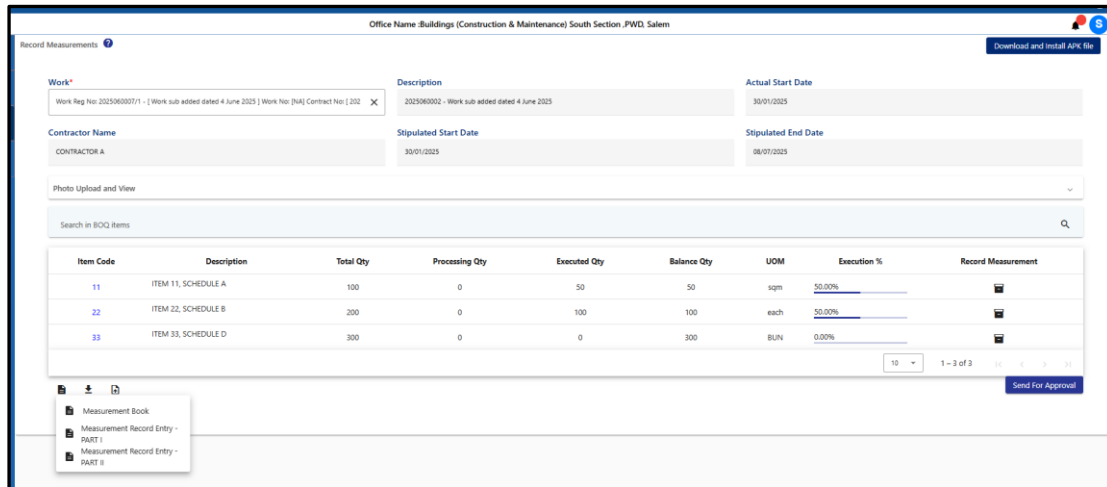 Office Name :Buildings (Construction & Maintenance) South Section ,PWD, Salem
S
Record Measurements ?
Download and Install APK file
Work* Description Actual Start Date
Work Reg No: 2025060007/1 - [ Work sub added dated 4 June 2025 ] Work No: [NA] Contract No: [ 202 2025060002 - Work sub added dated 4 June 2025 30/01/2025
Contractor Name Stipulated Start Date Stipulated End Date
CONTRACTOR A 30/01/2025 08/07/2025
Photo Upload and View
Search in BOQ items
Item Code Description Total Qty Processing Qty Executed Qty Balance Qty UOM Execution % Record Measurement
11 ITEM 11, SCHEDULE A 100 0 50 50 sqm 50.00%
22 ITEM 22, SCHEDULE B 200 0 100 100 each 50.00%
33 ITEM 33, SCHEDULE D 300 0 0 300 BUN 0.00%
10 1 – 3 of 3
Send For Approval
Measurement Book
Measurement Record Entry -
PART I
Measurement Record Entry -
PART II